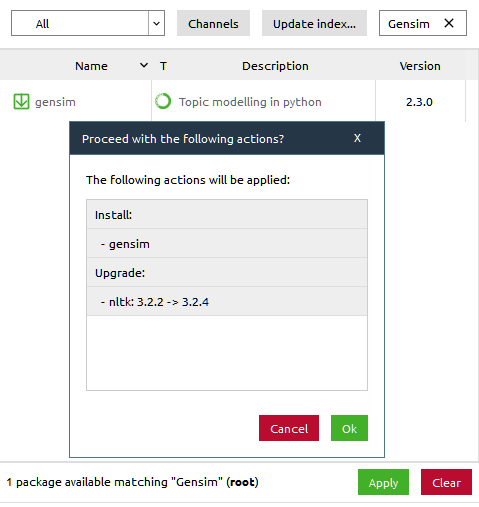 All Channels Update index... Gensim X
Name T Description Version
gensim Topic modelling in python 2.3.0
Proceed with the following actions? X
The following actions will be applied:
Install:
- gensim
Upgrade:
- nltk: 3.2.2 -> 3.2.4
Cancel Ok
1 package available matching "Gensim" (root) Apply Clear